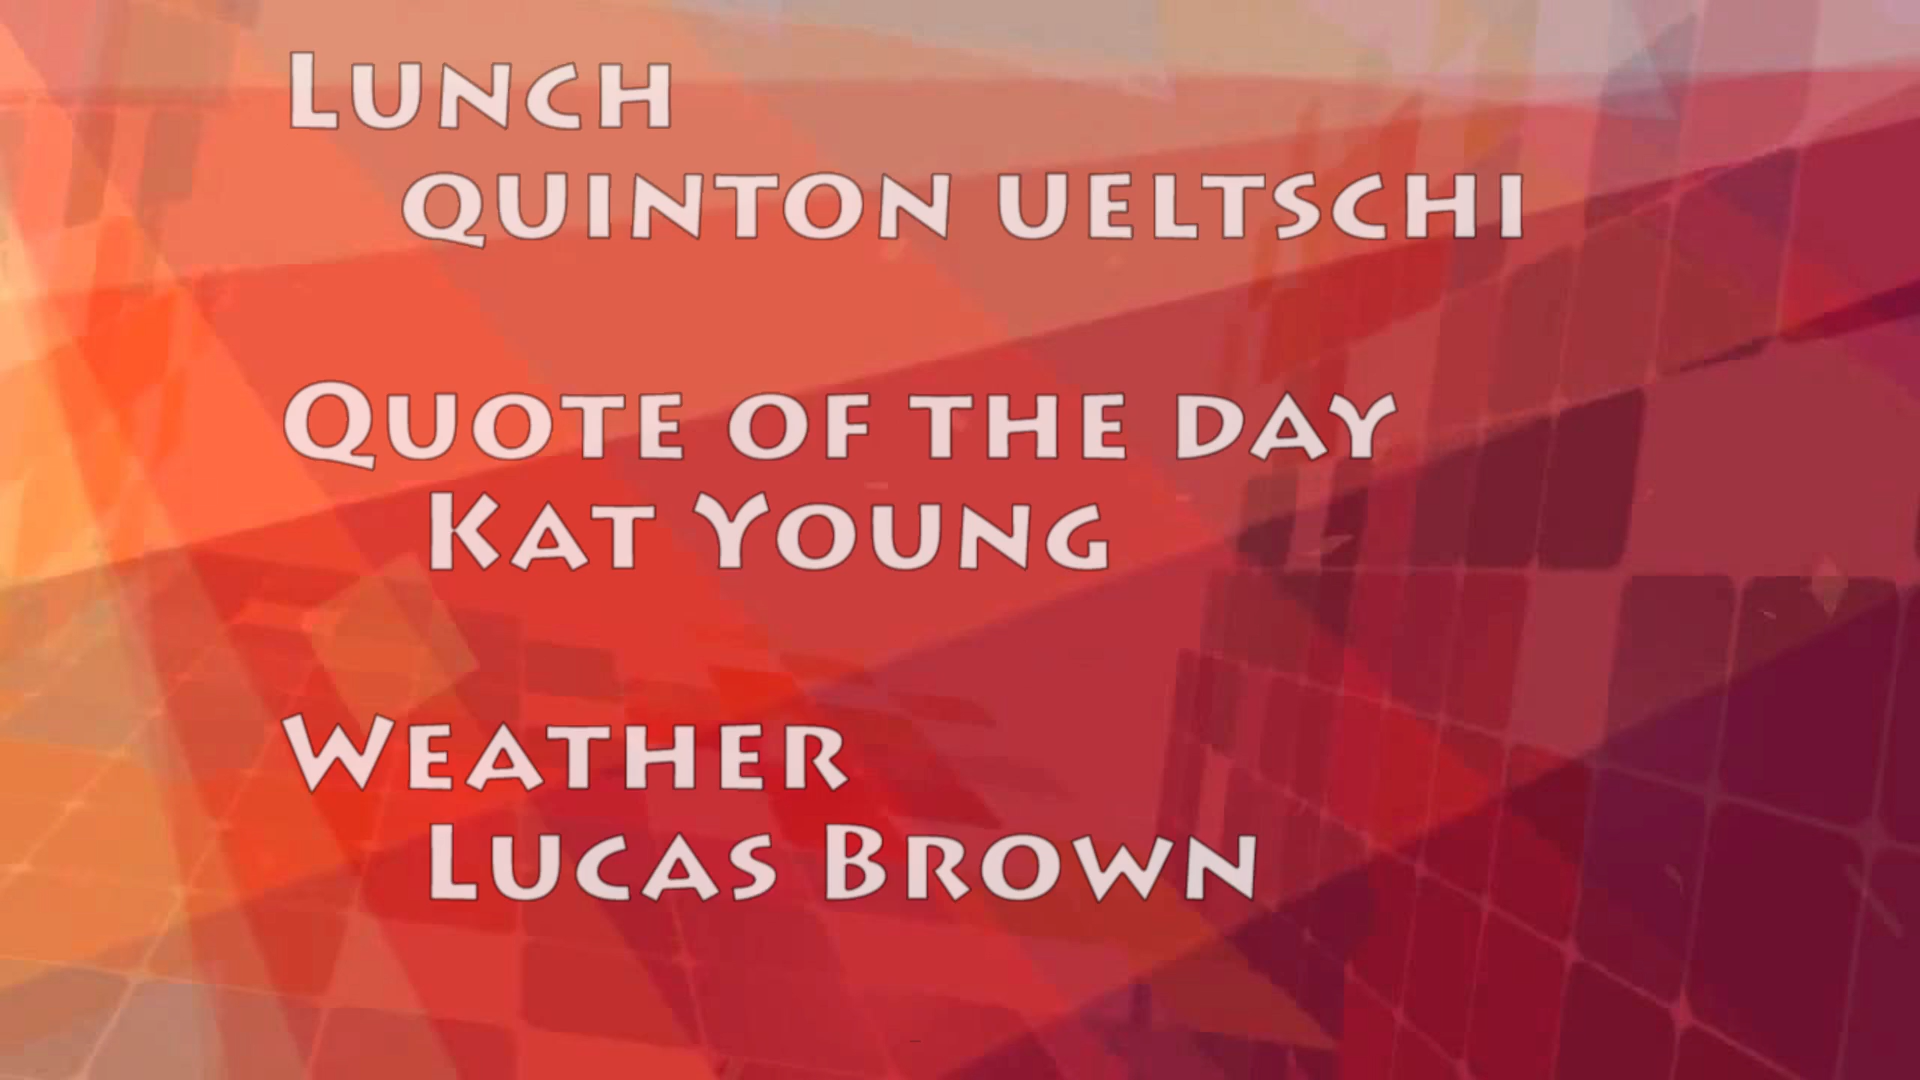 Lunch
quinton ueltschi
Quote of the day
Kat Young
Weather
Lucas Brown